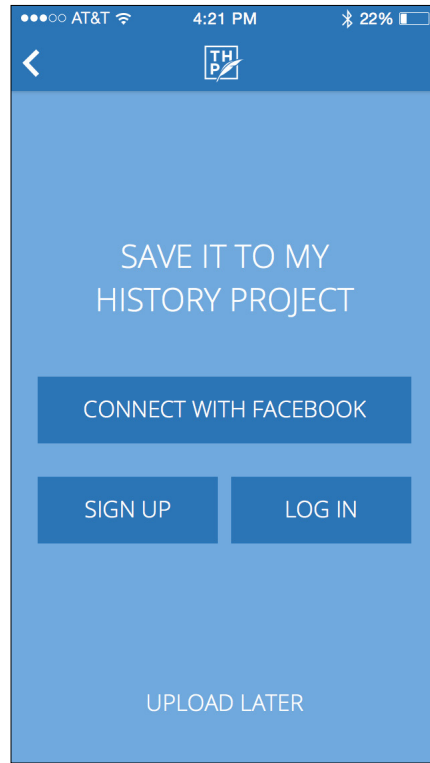 AT&T 4:21 PM 22%
TH
P
SAVE IT TO MY
HISTORY PROJECT
CONNECT WITH FACEBOOK
SIGN UP LOG IN
UPLOAD LATER